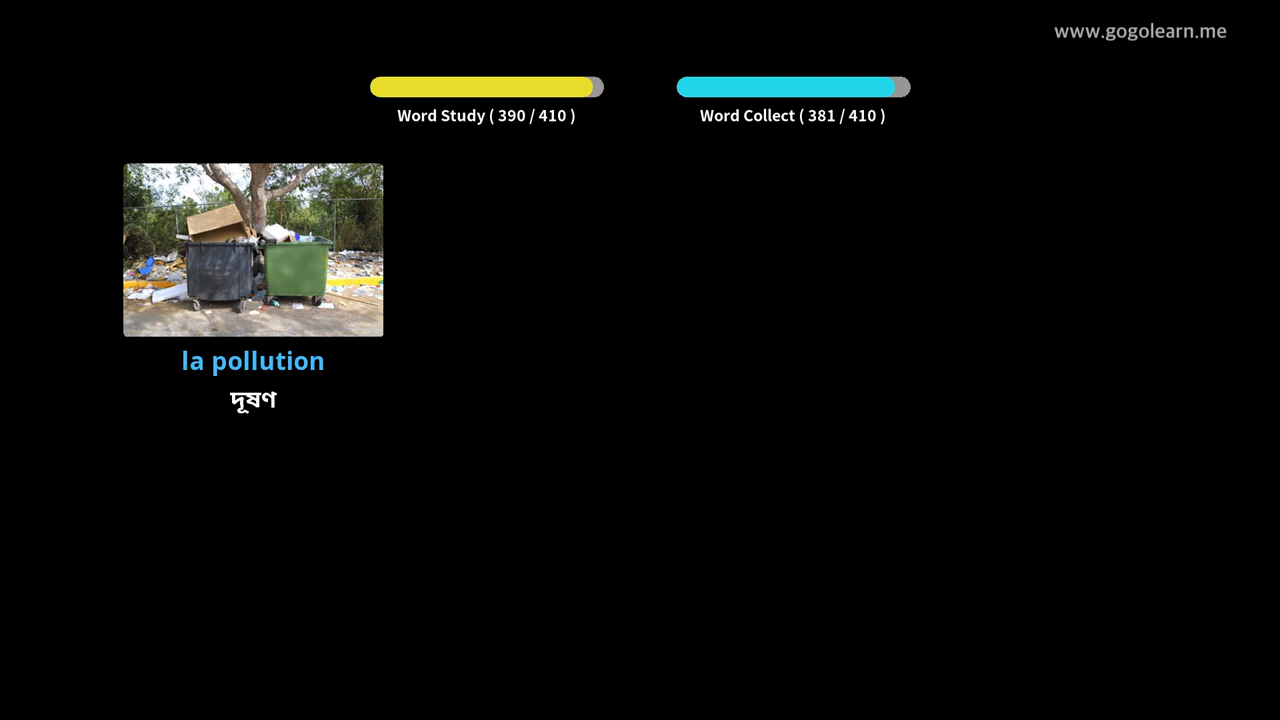 www.gogolearn.me
Word Study ( 390 / 410 )
Word Collect ( 381 / 410 )
la pollution
দূষণ